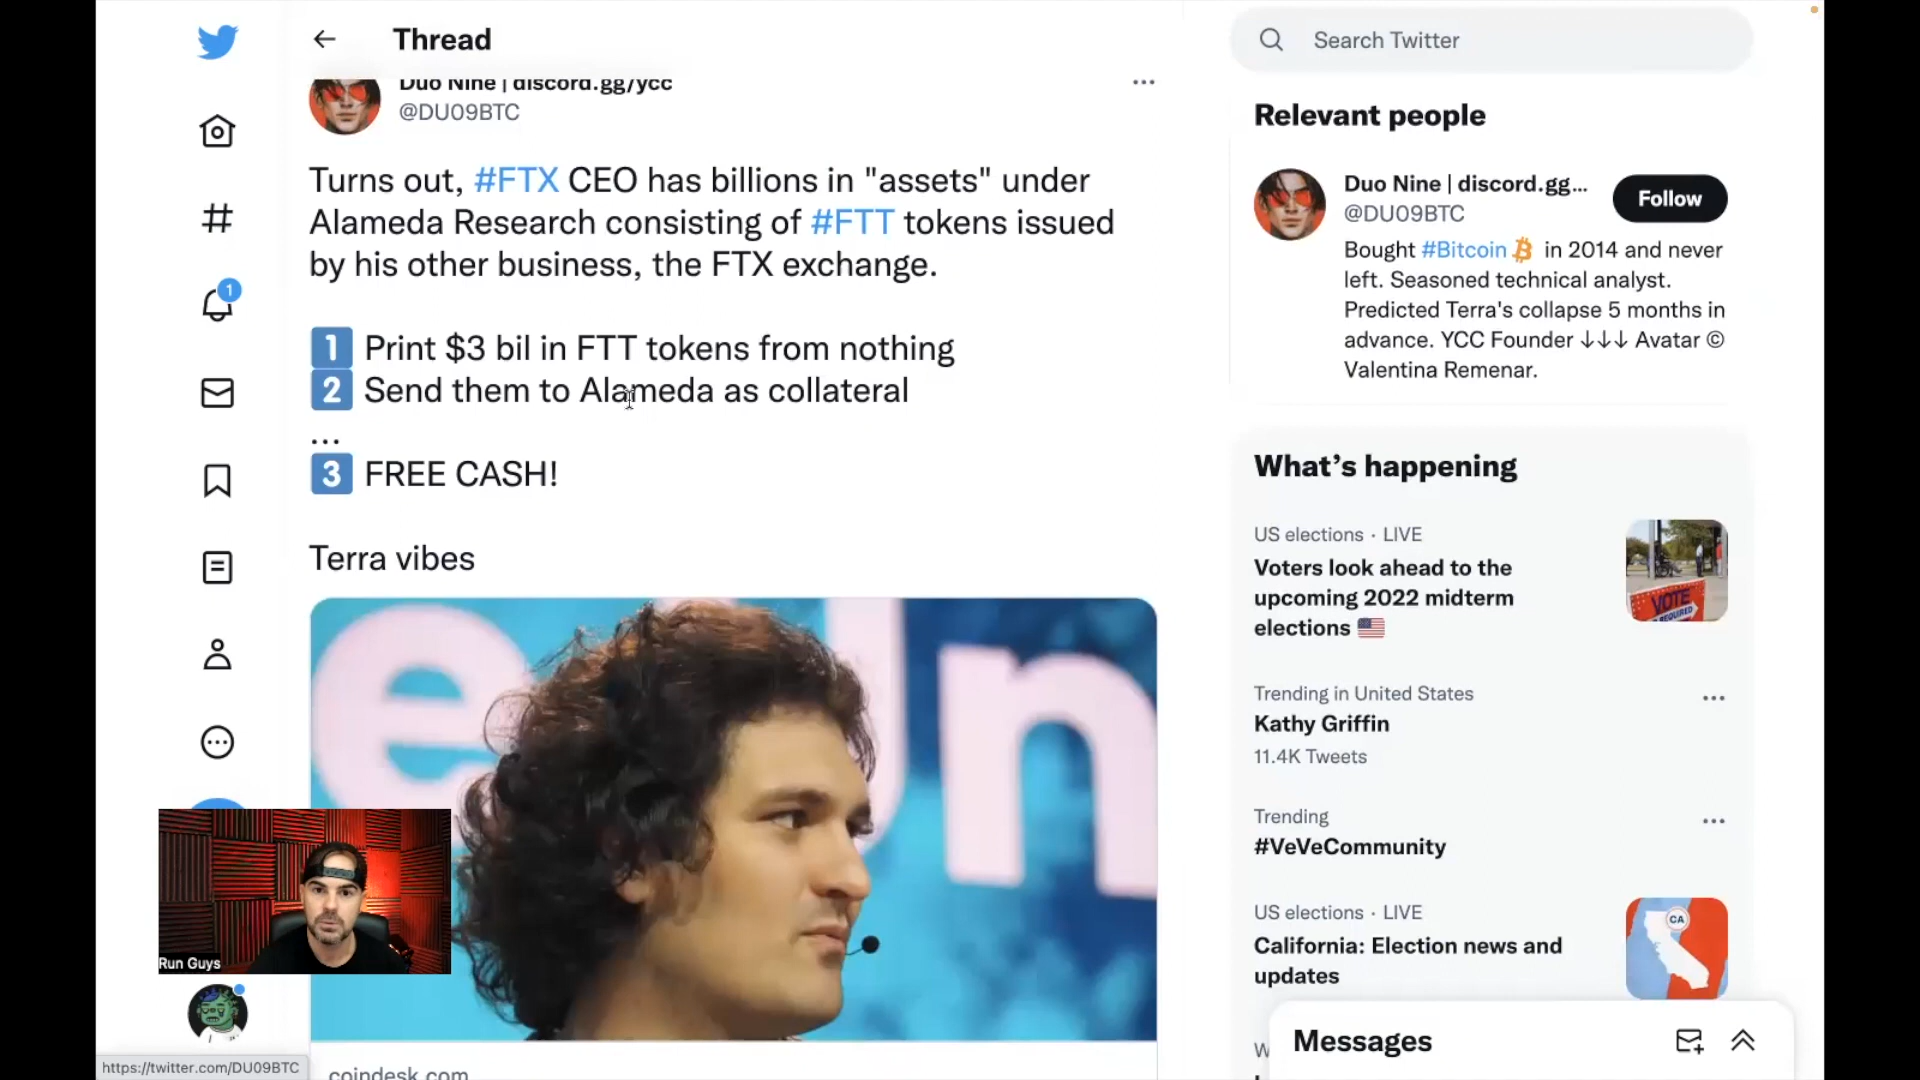 Thread
Search Twitter
Duo Nine | discord.gg/ycc
@DU09BTC
Turns out, #FTX CEO has billions in "assets" under
Alameda Research consisting of #FTT tokens issued
by his other business, the FTX exchange.
1 Print $3 bil in FTT tokens from nothing
2 Send them to Alameda as collateral
...
3 FREE CASH!
Terra vibes
coindesk.com
Relevant people
Duo Nine | discord.gg...
@DU09BTC
Follow
Bought #Bitcoin in 2014 and never
left. Seasoned technical analyst.
Predicted Terra's collapse 5 months in
advance. YCC Founder ↓↓↓ Avatar ©
Valentina Remenar.
What's happening
US elections · LIVE
Voters look ahead to the
upcoming 2022 midterm
elections
VOTE
Trending in United States
Kathy Griffin
11.4K Tweets
Trending
#VeVeCommunity
US elections · LIVE
California: Election news and
updates
CA
Messages
1
Run Guys
https://twitter.com/DU09BTC